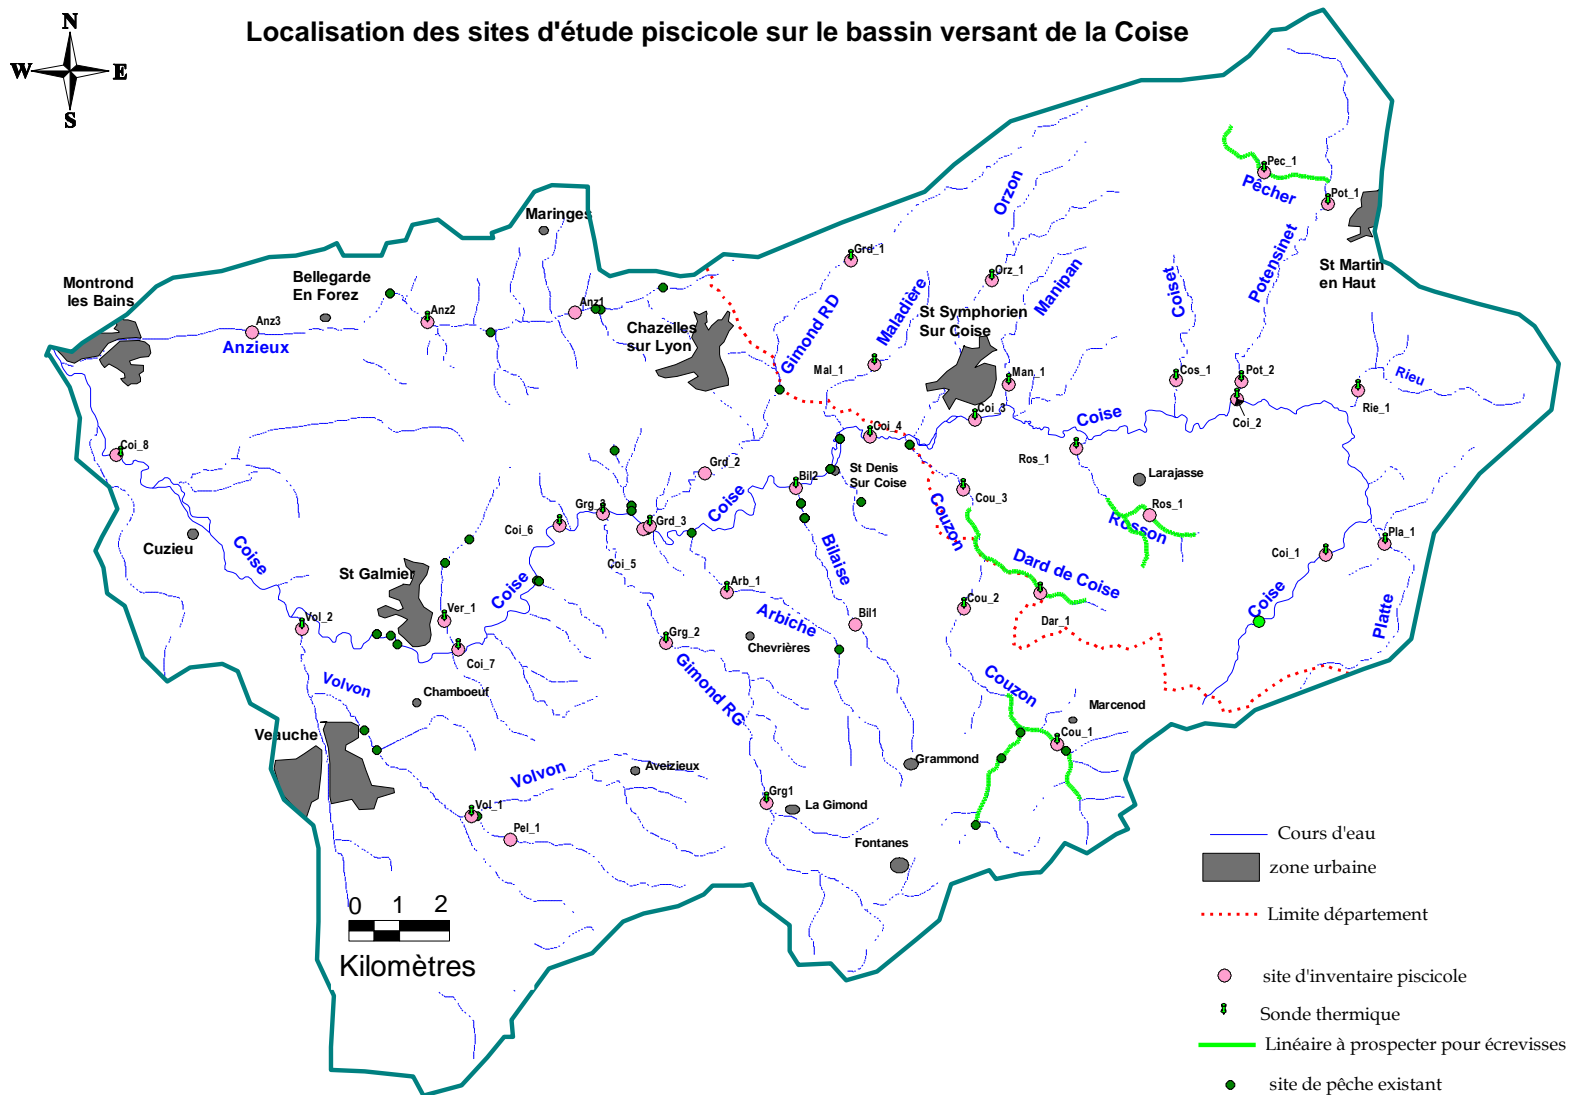 Localisation des sites d'étude piscicole sur le bassin versant de la Coise
N
W
E
S
Pec_1
Pêcher
Pot_1
Orzon
Maringes
Potensinet
St Martin
en Haut
Grd_1
Orz_1
Manipan
Coiset
Montrond
les Bains
Bellegarde
En Forez
Maladière
Gimond RD
St Symphorien
Sur Coise
Anz3
Anzieux
Anz2
Anz1
Chazelles
sur Lyon
Mal_1
Man_1
Cos_1
Pot_2
Rieu
Rie_1
Coi_3
Coise
Coi_2
Coi_4
Coi_8
Ros_1
Grd_2
Bil2
St Denis
Sur Coise
Larajasse
Cou_3
Ros_1
Rosson
Coise
Grg_3
Coi_6
Grd_3
Couzon
Pla_1
Coi_1
Cuzieu
Coise
Bilaise
Coi_5
Dard de Coise
St Galmier
Coise
Arb_1
Arbiche
Cou_2
Coise
Platte
Vol_2
Ver_1
Bil1
Dar_1
Grg_2
Chevrières
Coi_7
Gimond RG
Volvon
Chamboeuf
Couzon
Marcenod
Veauche
Cou_1
Volvon
Aveizieux
Grammond
Vol_1
Grg1
La Gimond
Pel_1
Fontanes
0 1 2
Kilomètres
Cours d'eau
zone urbaine
Limite département
site d'inventaire piscicole
Sonde thermique
Linéaire à prospecter pour écrevisses
site de pêche existant